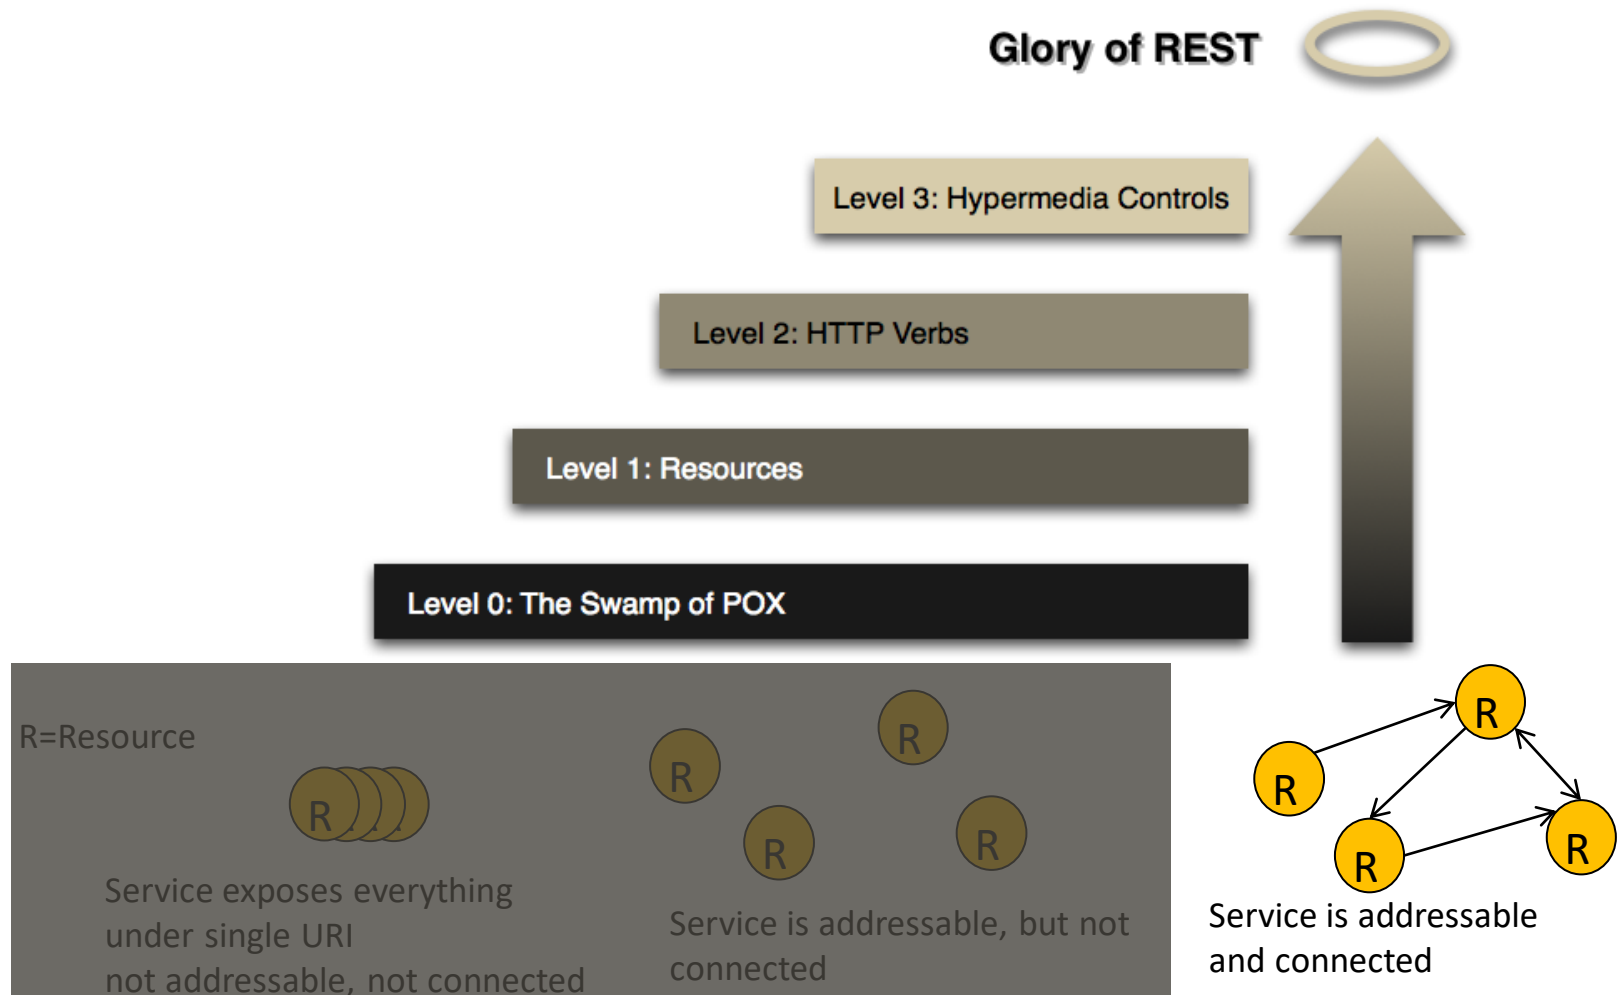 Glory of REST
Level 3: Hypermedia Controls
Level 2: HTTP Verbs
Level 1: Resources
Level 0: The Swamp of POX
R=Resource
R
Service exposes everything
under single URI
not addressable, not connected
R
R
R
R
Service is addressable, but not
connected
R
R
R
R
Service is addressable
and connected